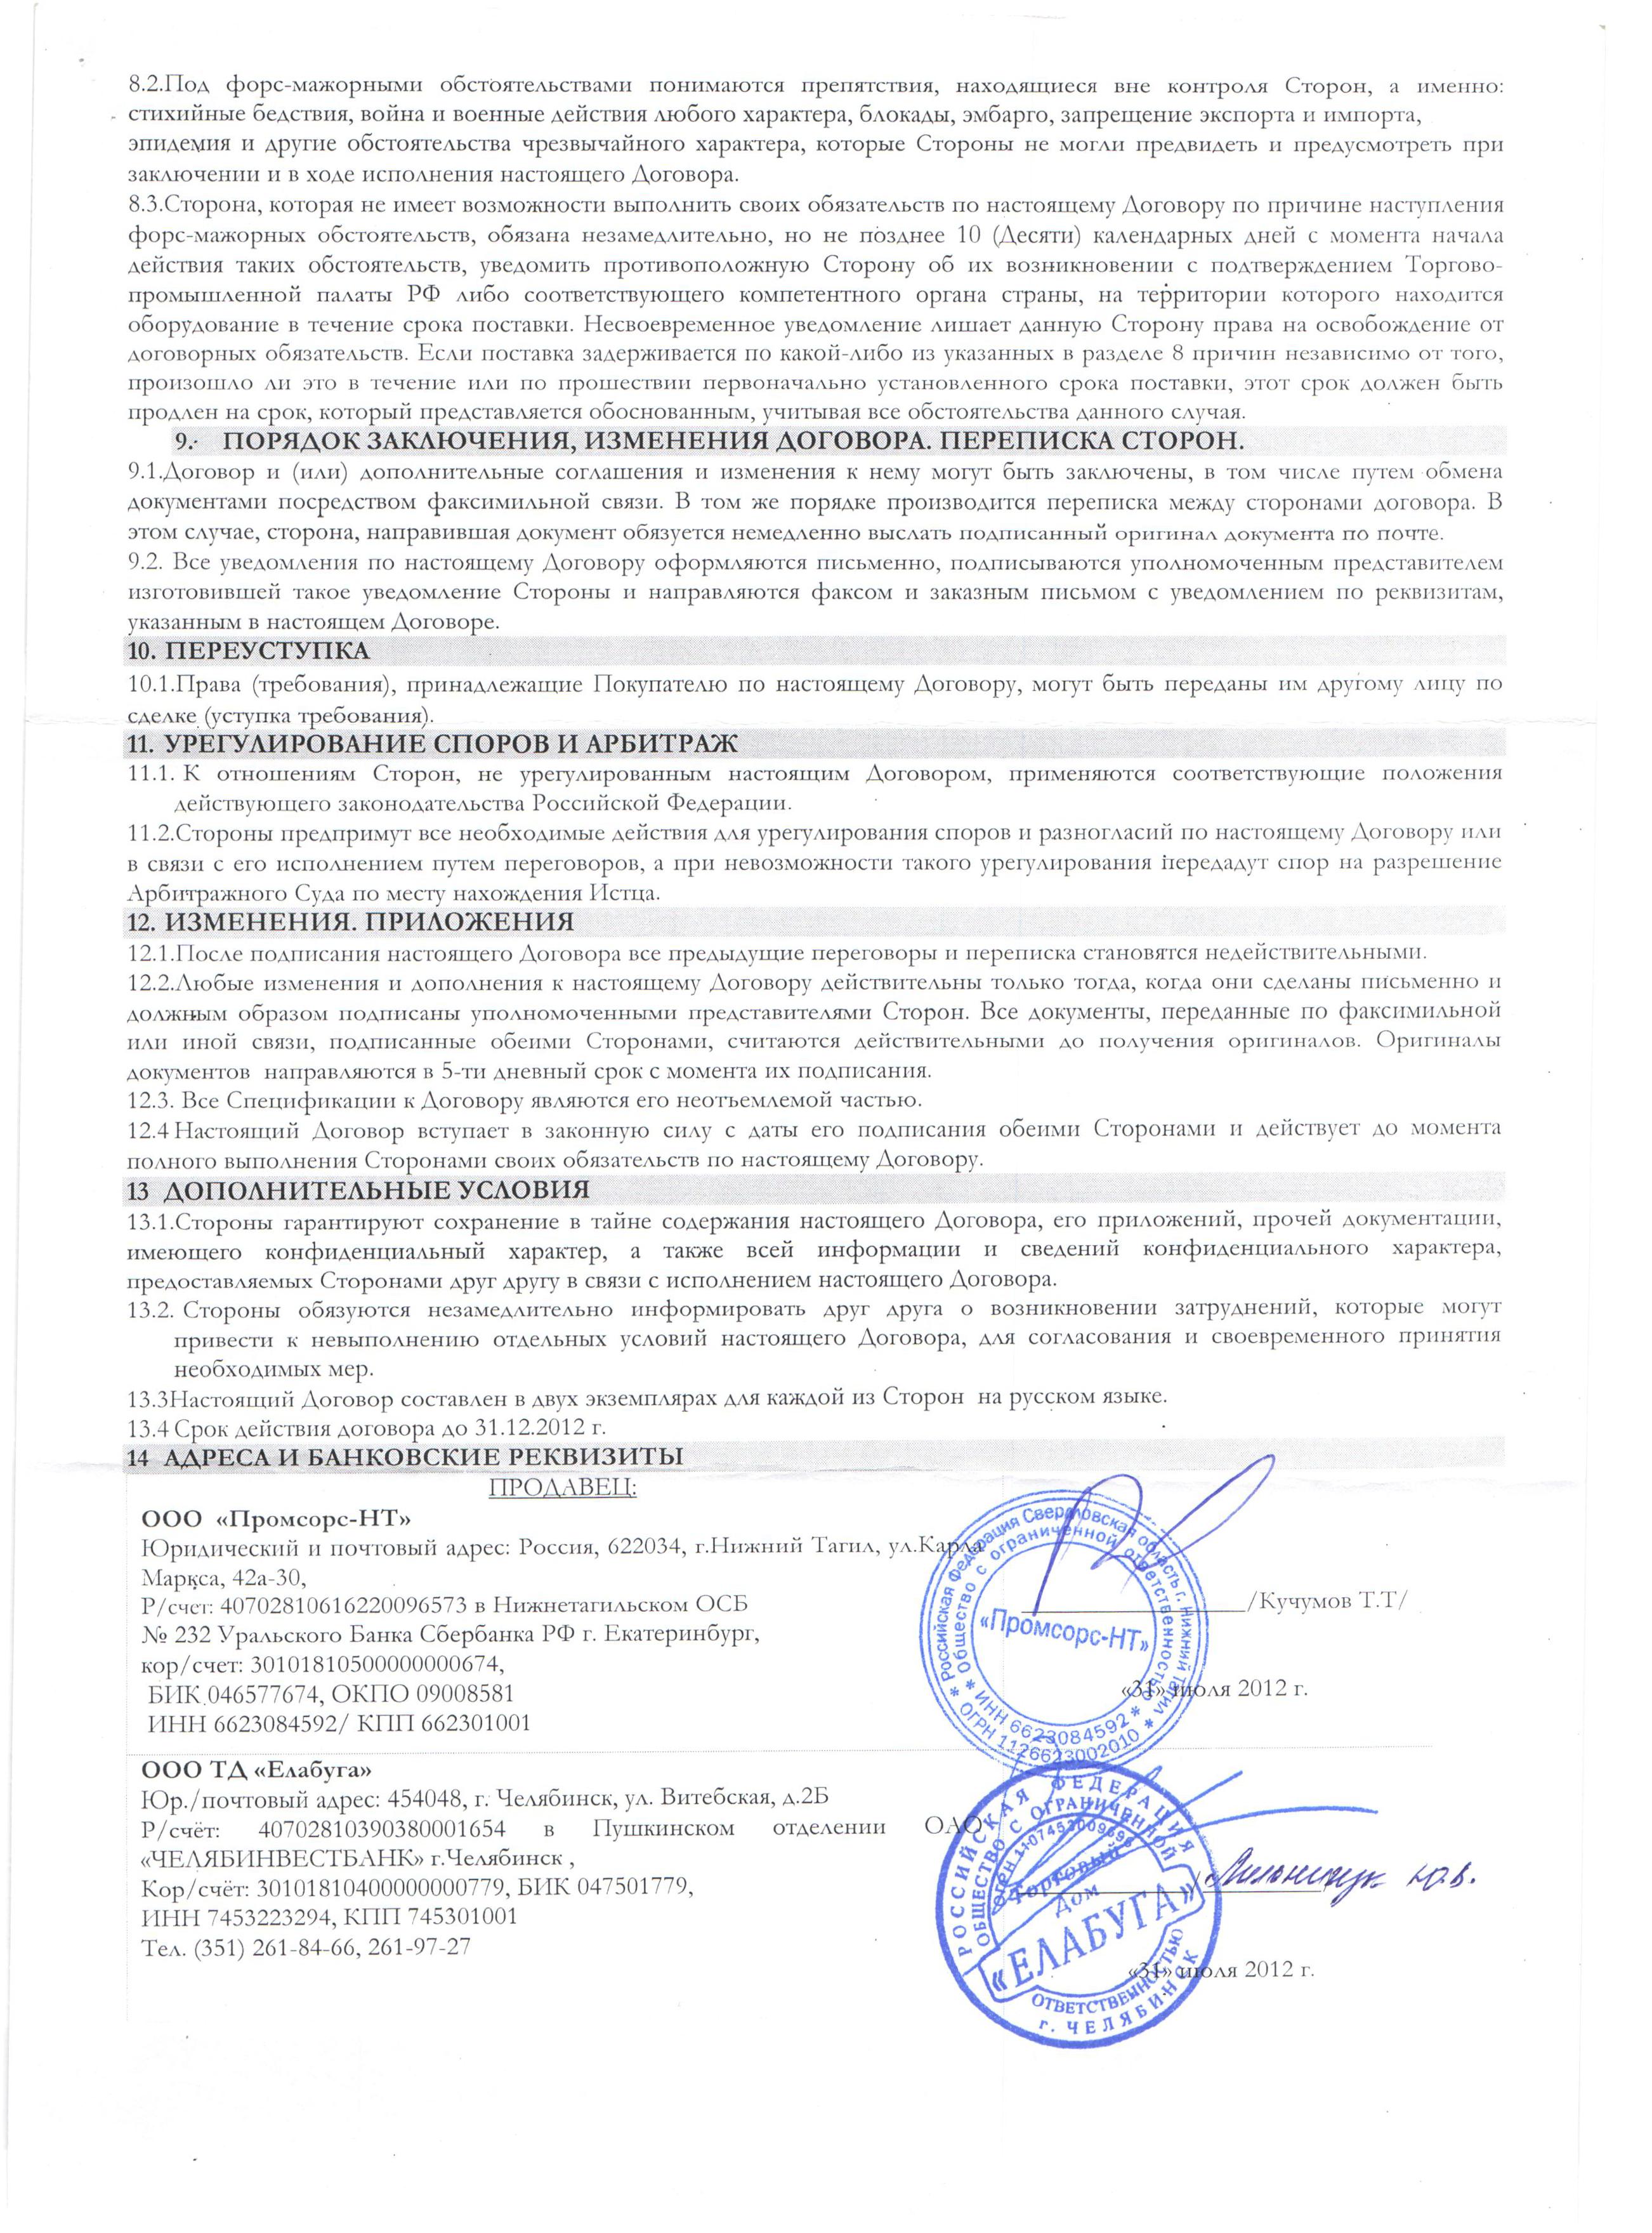 8.2.Под форс-мажорными обстоятельствами понимаются препятствия, находящиеся вне контроля Сторон, а именно:
стихийные бедствия, война и военные действия любого характера, блокады, эмбарго, запрещение экспорта и импорта,
эпидемия и другие обстоятельства чрезвычайного характера, которые Стороны не могли предвидеть и предусмотреть при
заключении и в ходе исполнения настоящего Договора.
8.3.Сторона, которая не имеет возможности выполнить своих обязательств по настоящему Договору по причине наступления
форс-мажорных обстоятельств, обязана незамедлительно, но не позднее 10 (Десяти) календарных дней с момента начала
действия таких обстоятельств, уведомить противоположную Сторону об их возникновении с подтверждением Торгово-
промышленной палаты РФ либо соответствующего компетентного органа страны, на территории которого находится
оборудование в течение срока поставки. Несвоевременное уведомление лишает данную Сторону права на освобождение от
договорных обязательств. Если поставка задерживается по какой-либо из указанных в разделе 8 причин независимо от того,
произошло ли это в течение или по прошествии первоначально установленного срока поставки, этот срок должен быть
продлен на срок, который представляется обоснованным, учитывая все обстоятельства данного случая.
9. ПОРЯДОК ЗАКЛЮЧЕНИЯ, ИЗМЕНЕНИЯ ДОГОВОРА. ПЕРЕПИСКА СТОРОН.
9.1.Договор и (или) дополнительные соглашения и изменения к нему могут быть заключены, в том числе путем обмена
документами посредством факсимильной связи. В том же порядке производится переписка между сторонами договора. В
этом случае, сторона, направившая документ обязуется немедленно выслать подписанный оригинал документа по почте.
9.2. Все уведомления по настоящему Договору оформляются письменно, подписываются уполномоченным представителем
изготовившей такое уведомление Стороны и направляются факсом и заказным письмом с уведомлением по реквизитам,
указанным в настоящем Договоре.
10. ПЕРЕУСТУПКА
10.1.Права (требования), принадлежащие Покупателю по настоящему Договору, могут быть переданы им другому лицу по
сделке (уступка требования).
11. УРЕГУЛИРОВАНИЕ СПОРОВ И АРБИТРАЖ
11.1. К отношениям Сторон, не урегулированным настоящим Договором, применяются соответствующие положения
действующего законодательства Российской Федерации.
11.2.Стороны предпримут все необходимые действия для урегулирования споров и разногласий по настоящему Договору или
в связи с его исполнением путем переговоров, а при невозможности такого урегулирования передадут спор на разрешение
Арбитражного Суда по месту нахождения Истца.
12. ИЗМЕНЕНИЯ. ПРИЛОЖЕНИЯ
12.1.После подписания настоящего Договора все предыдущие переговоры и переписка становятся недействительными.
12.2.Любые изменения и дополнения к настоящему Договору действительны только тогда, когда они сделаны письменно и
должным образом подписаны уполномоченными представителями Сторон. Все документы, переданные по факсимильной
или иной связи, подписанные обеими Сторонами, считаются действительными до получения оригиналов. Оригиналы
документов направляются в 5-ти дневный срок с момента их подписания.
12.3. Все Спецификации к Договору являются его неотъемлемой частью.
12.4 Настоящий Договор вступает в законную силу с даты его подписания обеими Сторонами и действует до момента
полного выполнения Сторонами своих обязательств по настоящему Договору.
13 ДОПОЛНИТЕЛЬНЫЕ УСЛОВИЯ
13.1.Стороны гарантируют сохранение в тайне содержания настоящего Договора, его приложений, прочей документации,
имеющего конфиденциальный характер, а также всей информации и сведений конфиденциального характера,
предоставляемых Сторонами друг другу в связи с исполнением настоящего Договора.
13.2. Стороны обязуются незамедлительно информировать друг друга о возникновении затруднений, которые могут
привести к невыполнению отдельных условий настоящего Договора, для согласования и своевременного принятия
необходимых мер.
13.3Настоящий Договор составлен в двух экземплярах для каждой из Сторон на русском языке.
13.4 Срок действия договора до 31.12.2012 г.
14 АДРЕСА И БАНКОВСКИЕ РЕКВИЗИТЫ
ПРОДАВЕЦ:
ООО «Промсорс-НТ»
Юридический и почтовый адрес: Россия, 622034, г.Нижний Тагил, ул.Карла
Маркса, 42а-30,
Р/счет: 40702810616220096573 в Нижнетагильском ОСБ
№ 232 Уральского Банка Сбербанка РФ г. Екатеринбург,
кор/счет: 30101810500000000674,
БИК 046577674, ОКПО 09008581
ИНН 6623084592/ КПП 662301001
/Кучумов Т.Т/
«31» июля 2012 г.
Российская Федерация Свердловская область г. Нижний Тагил
Общество с ограниченной ответственностью
«Промсорс-НТ»
* ИНН 6623084592 *
* ОГРН 1126623002010 *
ООО ТД «Елабуга»
Юр./почтовый адрес: 454048, г. Челябинск, ул. Витебская, д.2Б
Р/счёт: 40702810390380001654 в Пушкинском отделении ОАО
«ЧЕЛЯБИНВЕСТБАНК» г.Челябинск ,
Кор/счёт: 30101810400000000779, БИК 047501779,
ИНН 7453223294, КПП 745301001
Тел. (351) 261-84-66, 261-97-27
«31» июля 2012 г.
РОССИЙСКАЯ ФЕДЕРАЦИЯ
ОБЩЕСТВО С ОГРАНИЧЕННОЙ
ОГРН
Торговый
Дом
«ЕЛАБУГА»
ОТВЕТСТВЕННОСТЬЮ
г. ЧЕЛЯБИНСК